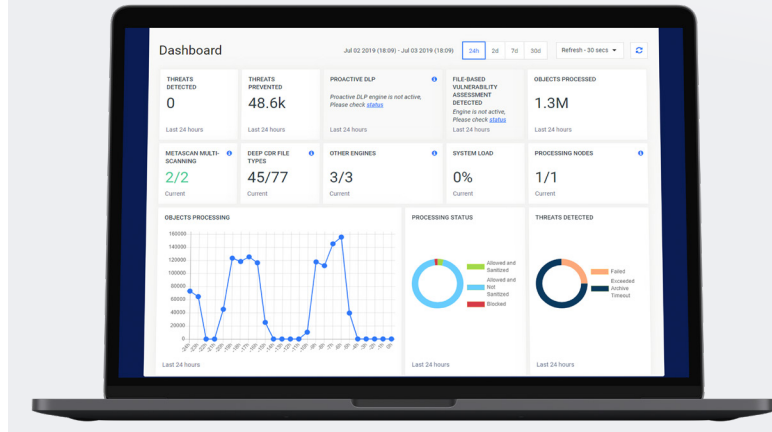 Dashboard
Jul 02 2019 (18:09) - Jul 03 2019 (18:09)
24h
2d
7d
30d
Refresh - 30 secs
THREATS
DETECTED
0
Last 24 hours
THREATS
PREVENTED
48.6k
Last 24 hours
PROACTIVE DLP
Proactive DLP engine is not active,
Please check status
Last 24 hours
FILE-BASED
VULNERABILITY
ASSESSMENT
DETECTED
Engine is not active,
Please check status
Last 24 hours
OBJECTS PROCESSED
1.3M
Last 24 hours
METASCAN MULTI-
SCANNING
2/2
Current
DEEP CDR FILE
TYPES
45/77
Current
OTHER ENGINES
3/3
Current
SYSTEM LOAD
0%
Current
PROCESSING NODES
1/1
Current
OBJECTS PROCESSING
160000
140000
120000
100000
80000
60000
40000
20000
0
Last 24 hours
PROCESSING STATUS
Allowed and
Sanitized
Allowed and
Not
Sanitized
Blocked
Last 24 hours
THREATS DETECTED
Failed
Exceeded
Archive
Timeout
Last 24 hours